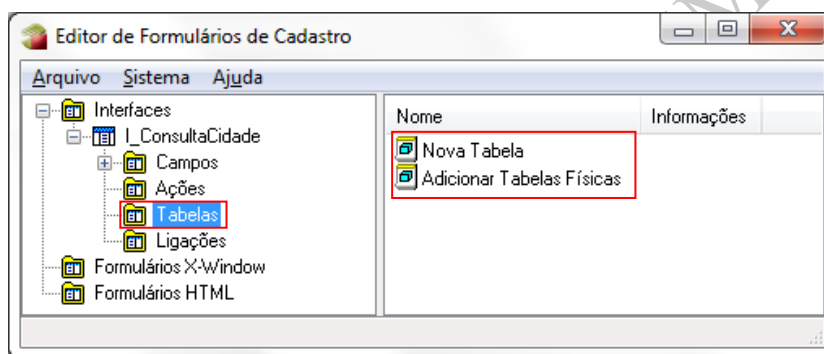 Editor de Formulários de Cadastro
Arquivo Sistema Ajuda
Interfaces
I_ConsultaCidade
Campos
Ações
Tabelas
Ligações
Formulários X-Window
Formulários HTML
Nome Informações
Nova Tabela
Adicionar Tabelas Físicas